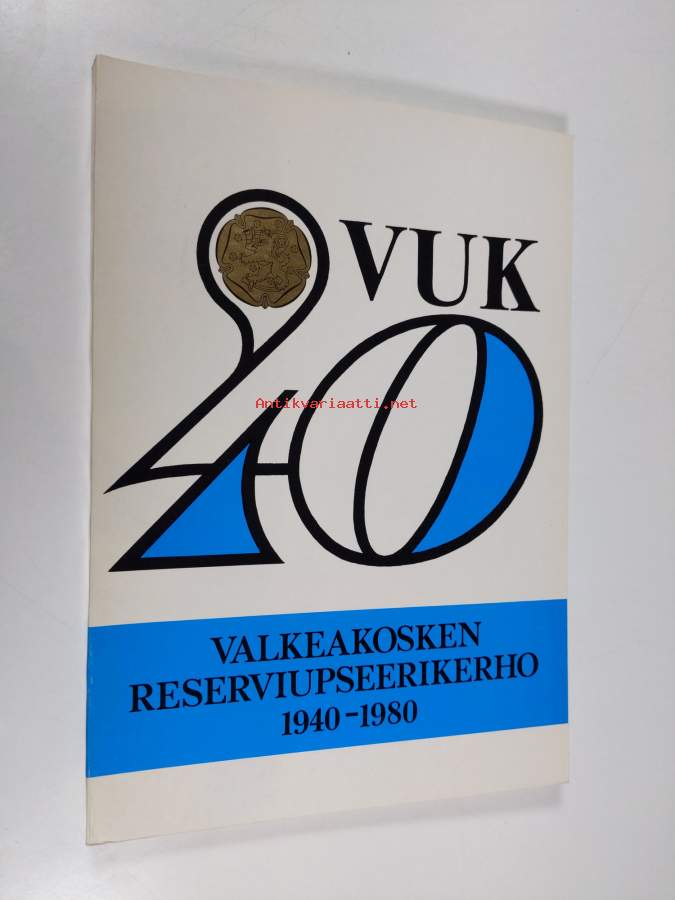 VUK
40
Antikvariaatti.net
VALKEAKOSKEN
RESERVIUPSEERIKERHO
1940-1980